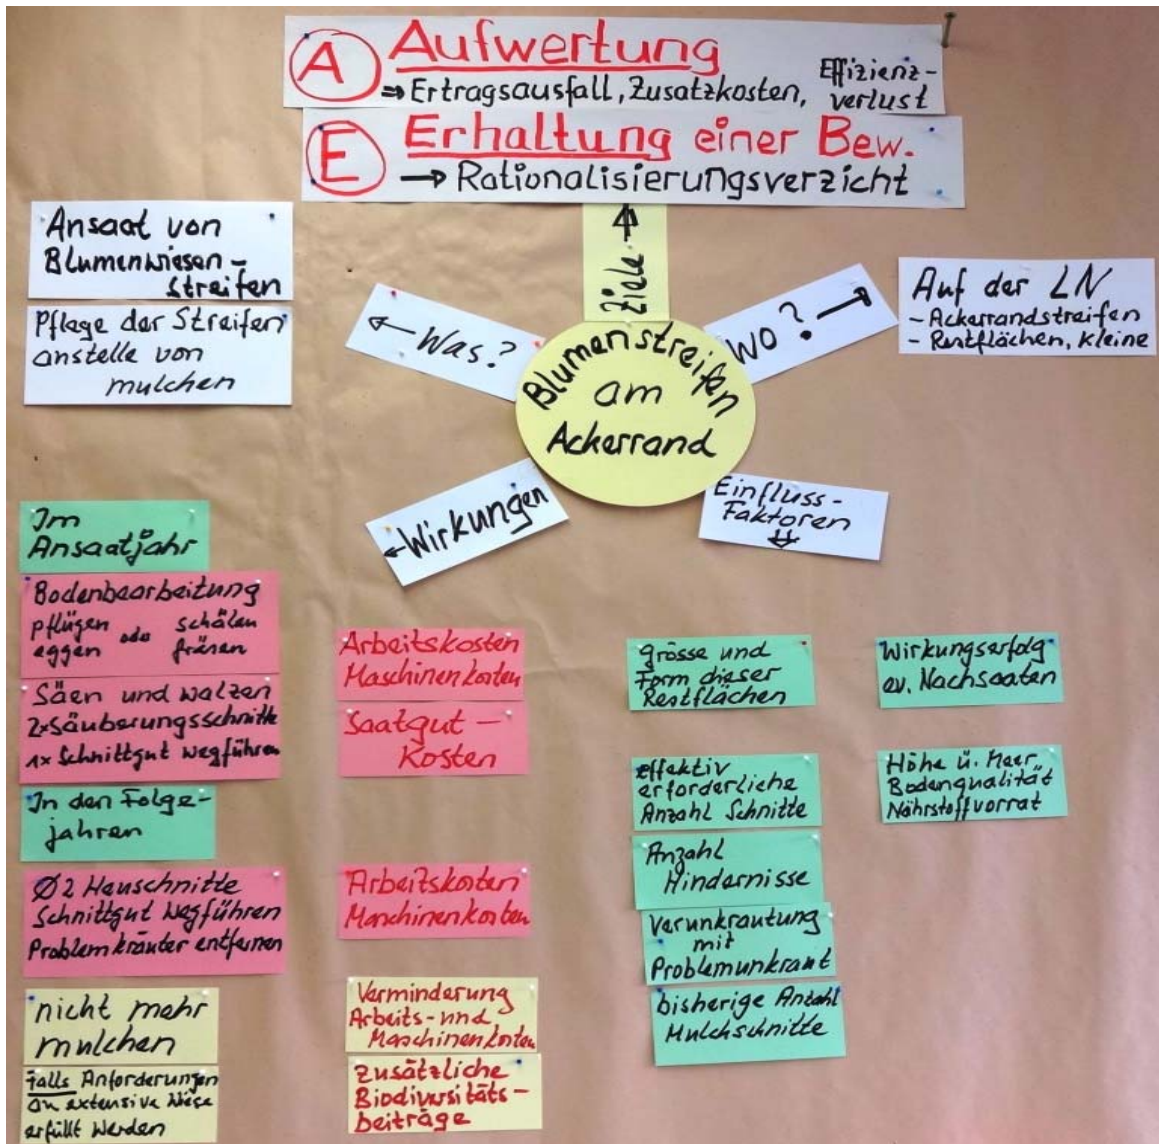 A Aufwertung
⇒ Ertragsausfall, Zusatzkosten, Effizienz-
verlust
E Erhaltung einer Bew.
→ Rationalisierungsverzicht
Ansaat von
Blumenwiesen-
streifen
Pflege der Streifen
anstelle von
mulchen
← Was?
Ziele →
Wo? →
Auf der LN
- Ackerrandstreifen
- Restflächen, kleine
Blumenstreifen
am
Ackerrand
← Wirkungen
Einfluss-
Faktoren
⇓
Im
Ansaatjahr
Bodenbearbeitung
pflügen oder schälen
eggen fräsen
Säen und walzen
2x Säuberungsschnitte
1x Schnittgut wegführen
In den Folge-
jahren
Ø 2 Heuschnitte
Schnittgut wegführen
Problemkräuter entfernen
nicht mehr
mulchen
Falls Anforderungen
an extensive Wiese
erfüllt werden
Arbeitskosten
Maschinenkosten
Saatgut-
Kosten
Arbeitskosten
Maschinenkosten
Verminderung
Arbeits- und
Maschinenkosten
Zusätzliche
Biodiversitäts-
beiträge
Grösse und
Form dieser
Restflächen
effektiv
erforderliche
Anzahl Schnitte
Anzahl
Hindernisse
Verunkrautung
mit
Problemunkraut
bisherige Anzahl
Mulchschnitte
Wirkungserfolg
ev. Nachsaaten
Höhe ü. Meer
Bodenqualität
Nährstoffvorrat